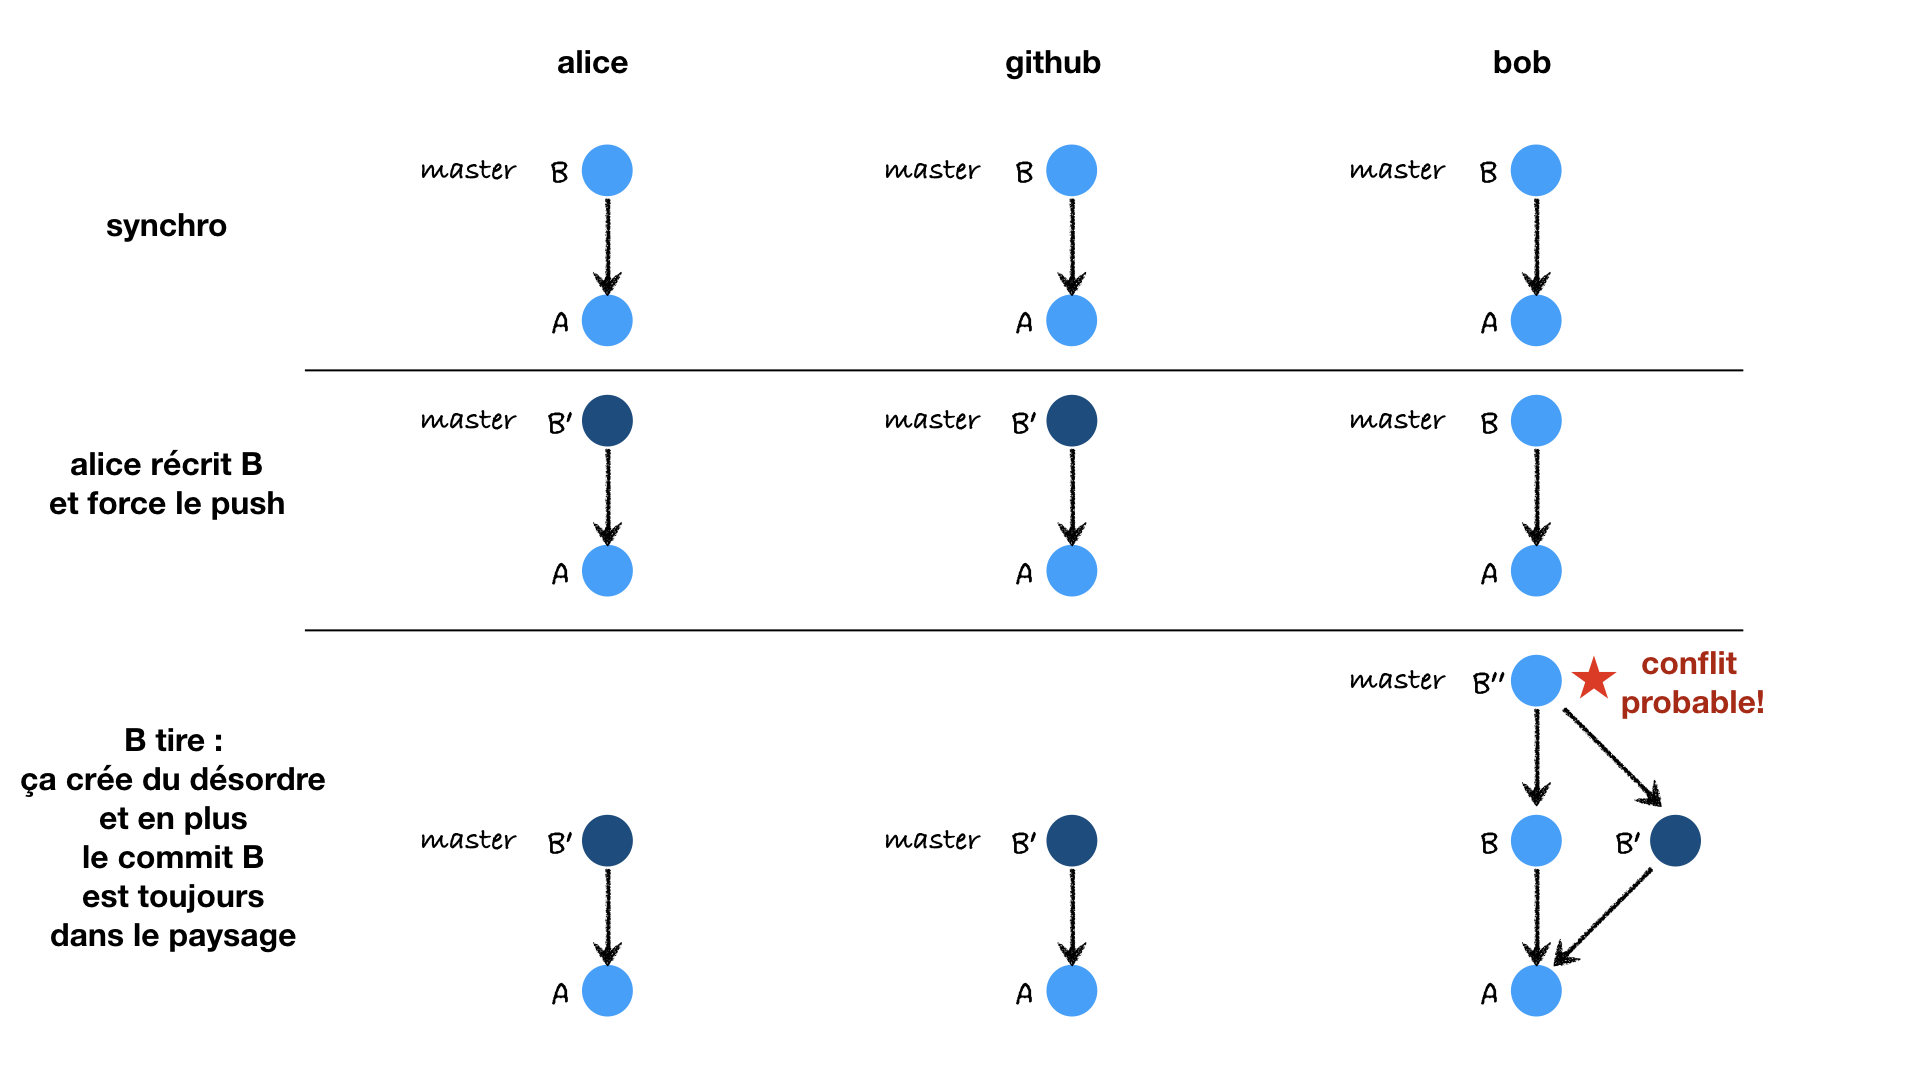 alice github bob
master B master B master B
synchro
A A A
master B′ master B′ master B
alice récrit B
et force le push
A A A
master B′′ conflit
probable!
B tire :
ça crée du désordre
et en plus
master B′ master B′ B B′
le commit B
est toujours
dans le paysage
A A A